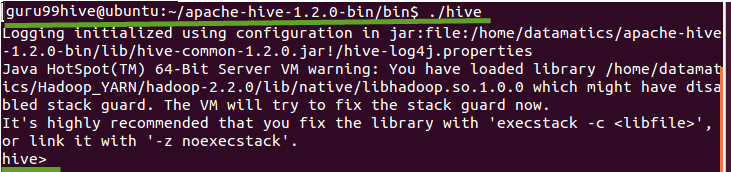 guru99hive@ubuntu:~/apache-hive-1.2.0-bin/bin$ ./hive
Logging initialized using configuration in jar:file:/home/datamatics/apache-hive
-1.2.0-bin/lib/hive-common-1.2.0.jar!/hive-log4j.properties
Java HotSpot(TM) 64-Bit Server VM warning: You have loaded library /home/datamat
ics/Hadoop_YARN/hadoop-2.2.0/lib/native/libhadoop.so.1.0.0 which might have disa
bled stack guard. The VM will try to fix the stack guard now.
It's highly recommended that you fix the library with 'execstack -c <libfile>',
or link it with '-z noexecstack'.
hive>